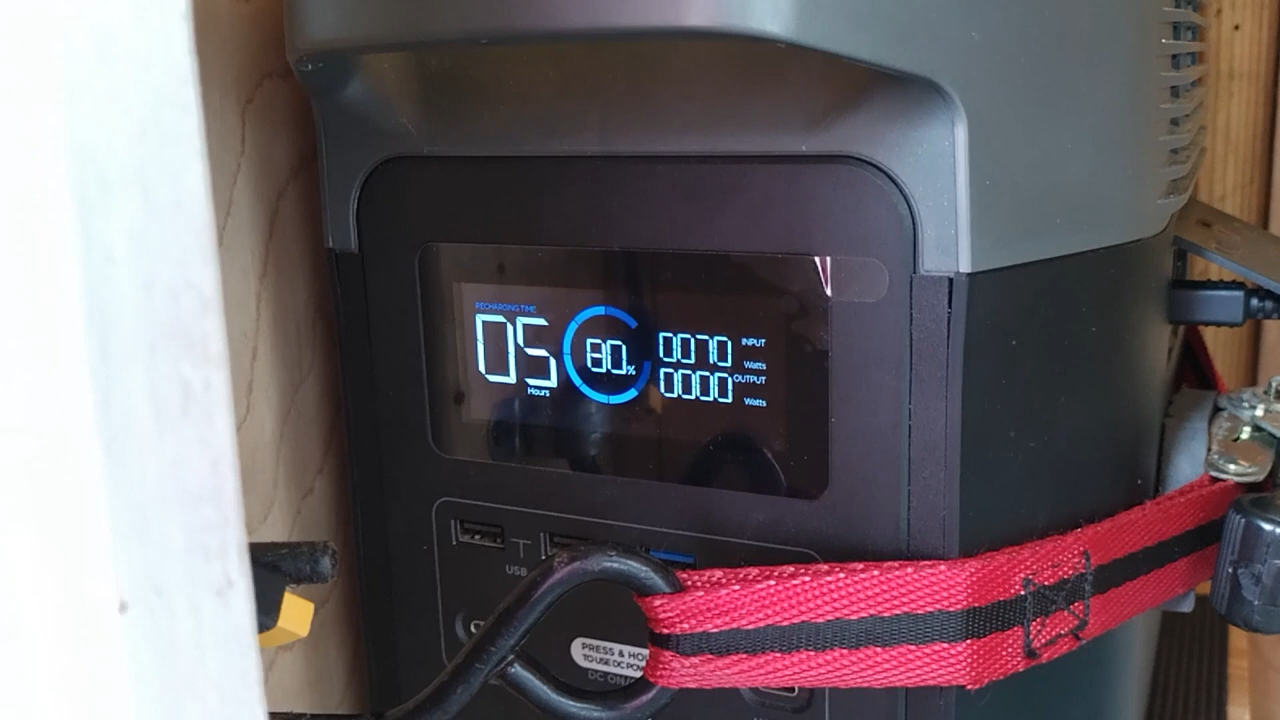 RECHARGING TIME
05
Hours
80%
0070 INPUT
Watts
0000 OUTPUT
Watts
USB
PRESS & HO
TO USE DC POW
DC ON/